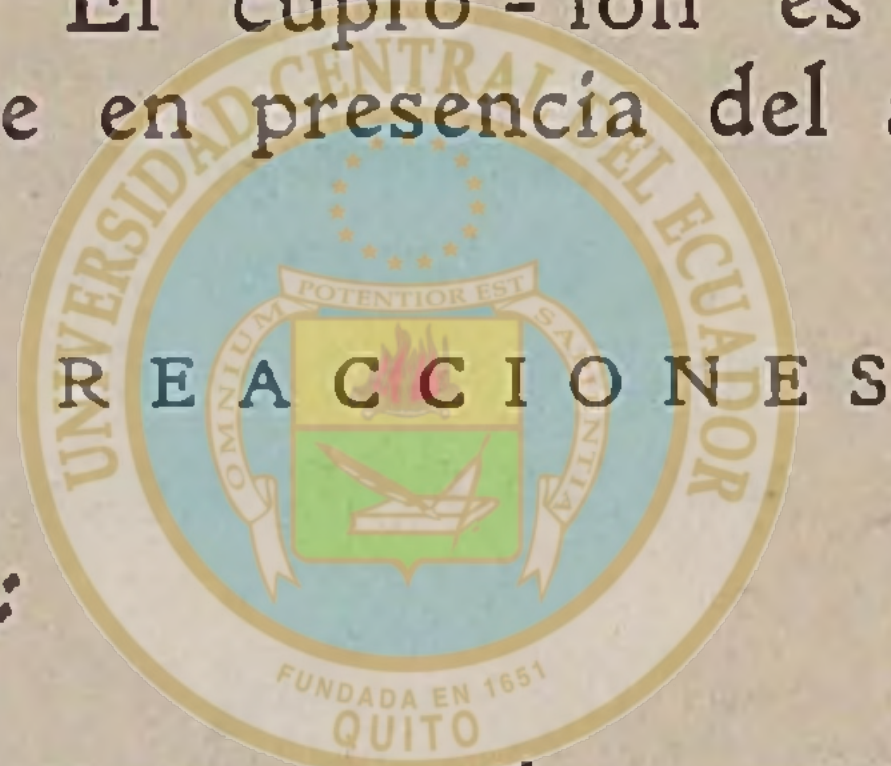 El cupro-ion es
e en presencia del
REACCIONES
UNIVERSIDAD CENTRAL DEL ECUADOR
OMNIUM POTENTIOR EST SAPIENTIA
FUNDADA EN 1651
QUITO